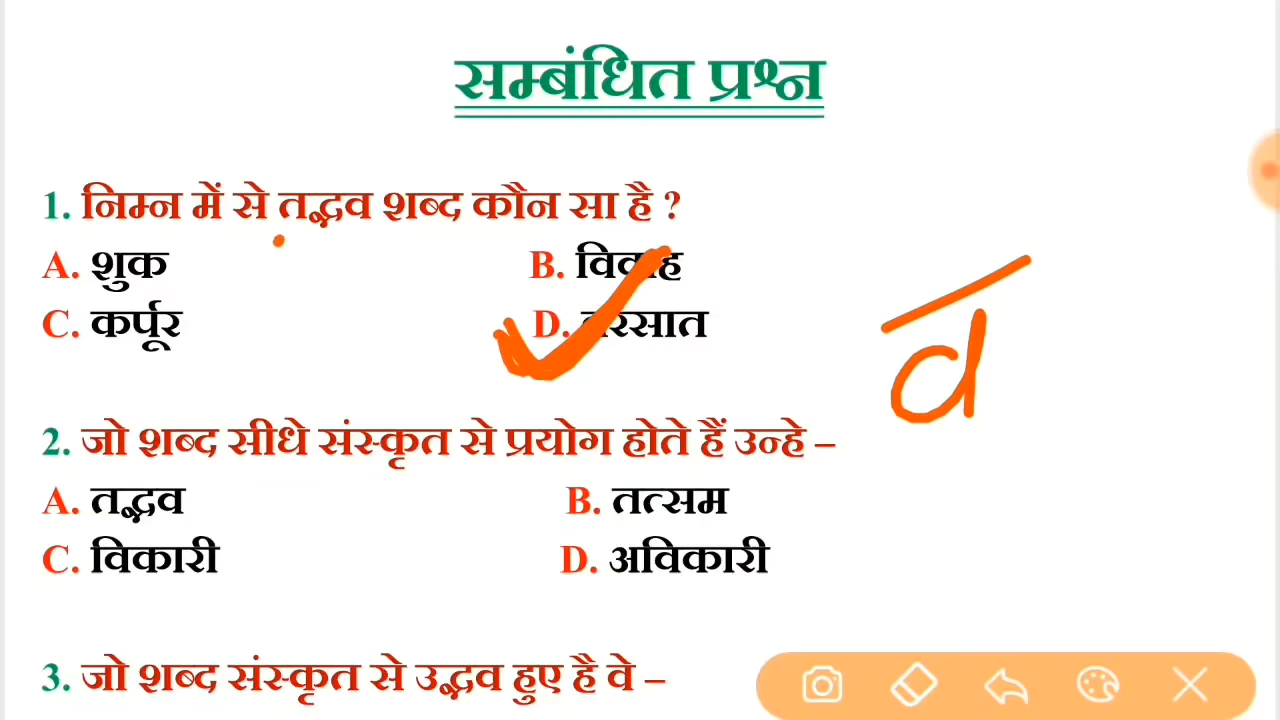 सम्बंधित प्रश्न
1. निम्न में से तद्भव शब्द कौन सा है ?
A. शुक B. विवाह
C. कर्पूर D. बरसात
2. जो शब्द सीधे संस्कृत से प्रयोग होते हैं उन्हे –
A. तद्भव B. तत्सम
C. विकारी D. अविकारी
3. जो शब्द संस्कृत से उद्भव हुए है वे –